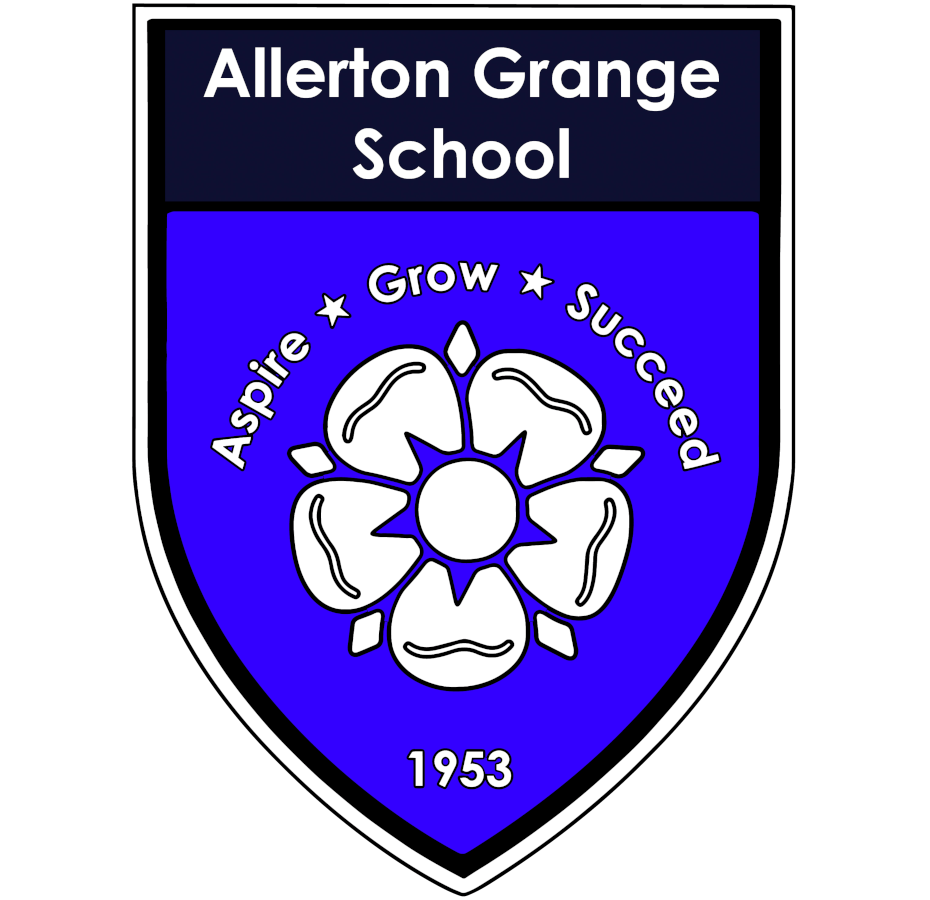 Allerton Grange
School
Aspire ★ Grow ★ Succeed
1953